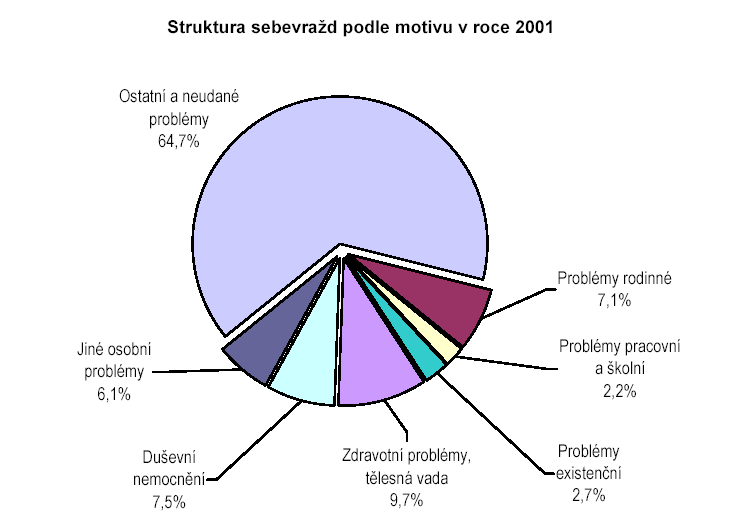 Struktura sebevražd podle motivu v roce 2001
Ostatní a neudané
problémy
64,7%
Problémy rodinné
7,1%
Problémy pracovní
a školní
2,2%
Problémy
existenční
2,7%
Zdravotní problémy,
tělesná vada
9,7%
Duševní
nemocnění
7,5%
Jiné osobní
problémy
6,1%